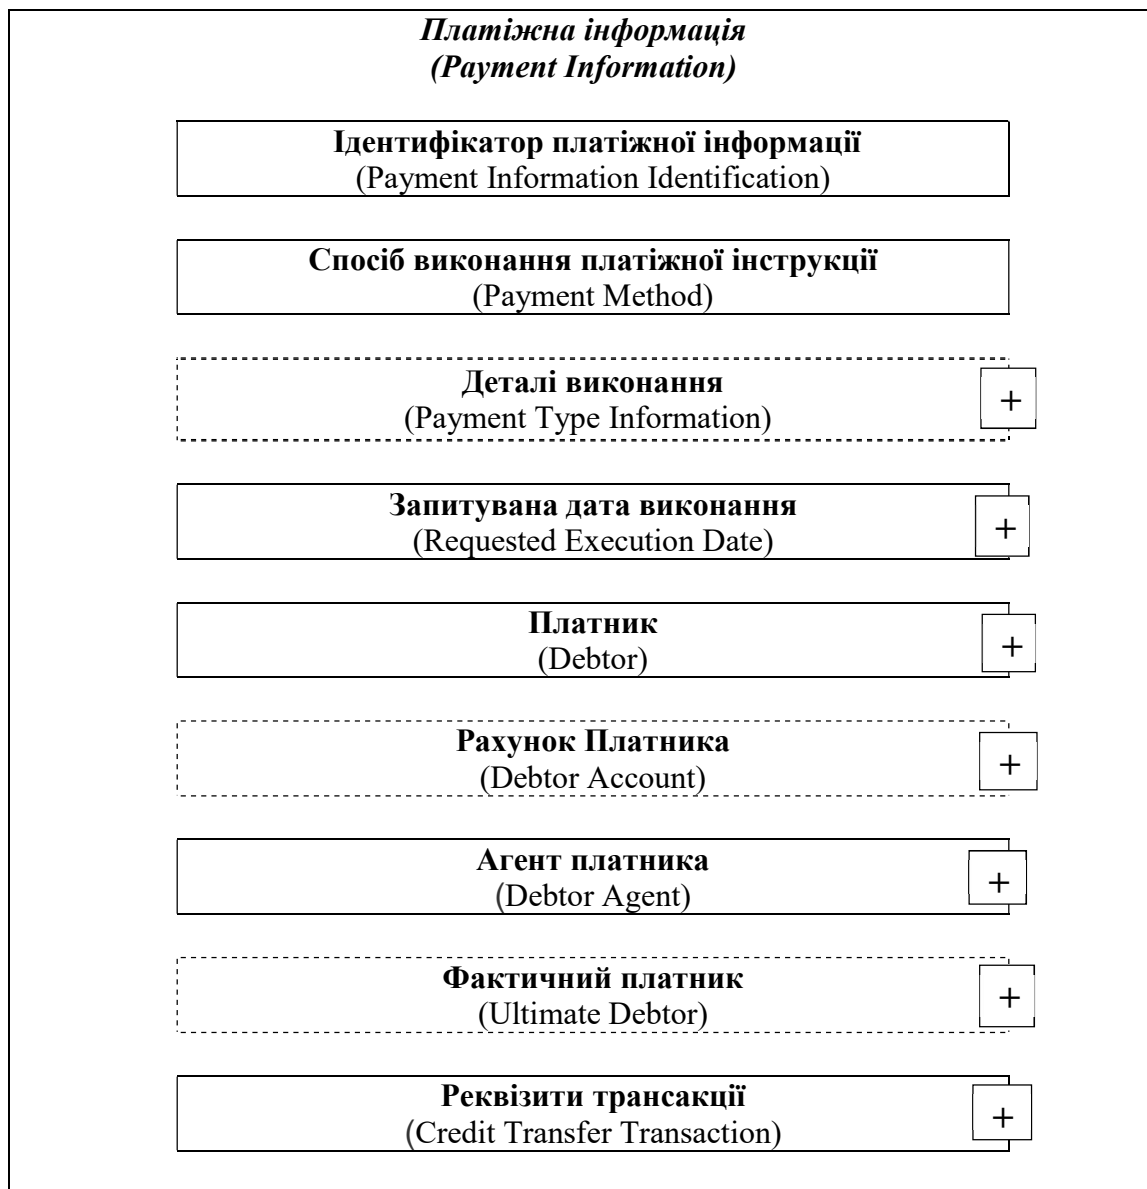 Платіжна інформація
(Payment Information)
Ідентифікатор платіжної інформації
(Payment Information Identification)
Спосіб виконання платіжної інструкції
(Payment Method)
Деталі виконання
(Payment Type Information)
+
Запитувана дата виконання
(Requested Execution Date)
+
Платник
(Debtor)
+
Рахунок Платника
(Debtor Account)
+
Агент платника
(Debtor Agent)
+
Фактичний платник
(Ultimate Debtor)
+
Реквізити трансакції
(Credit Transfer Transaction)
+